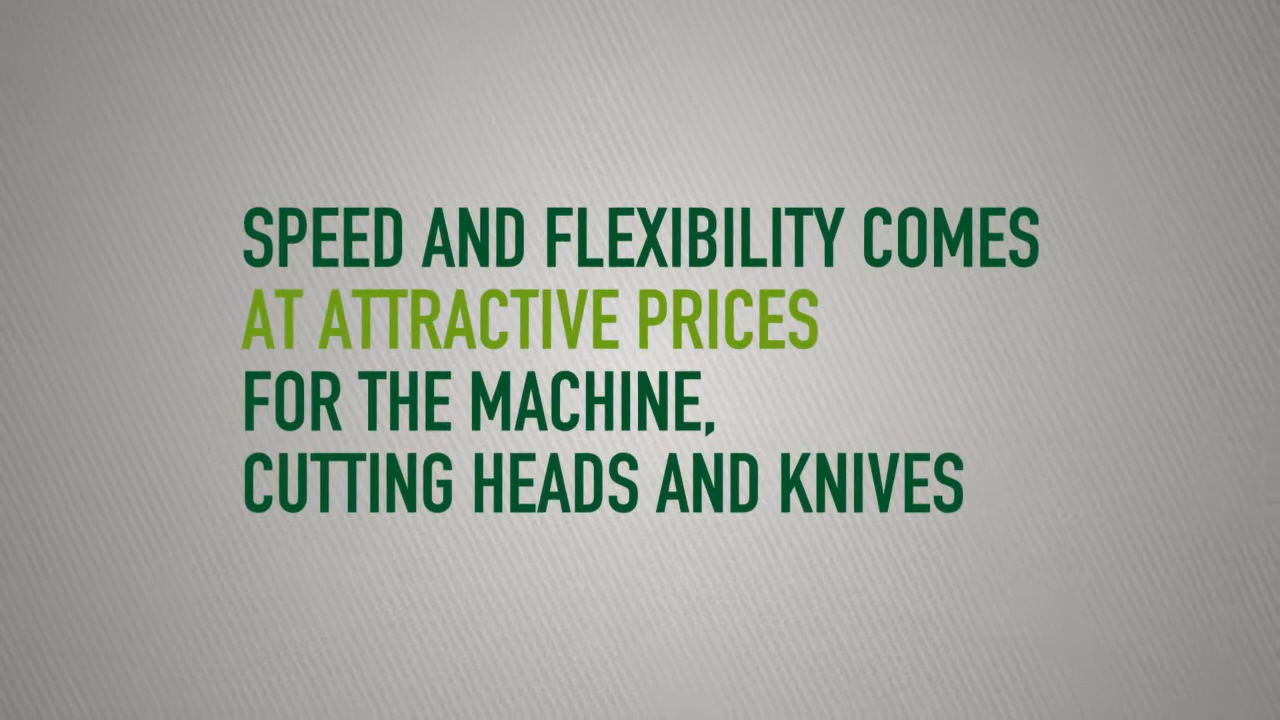 SPEED AND FLEXIBILITY COMES
AT ATTRACTIVE PRICES
FOR THE MACHINE,
CUTTING HEADS AND KNIVES